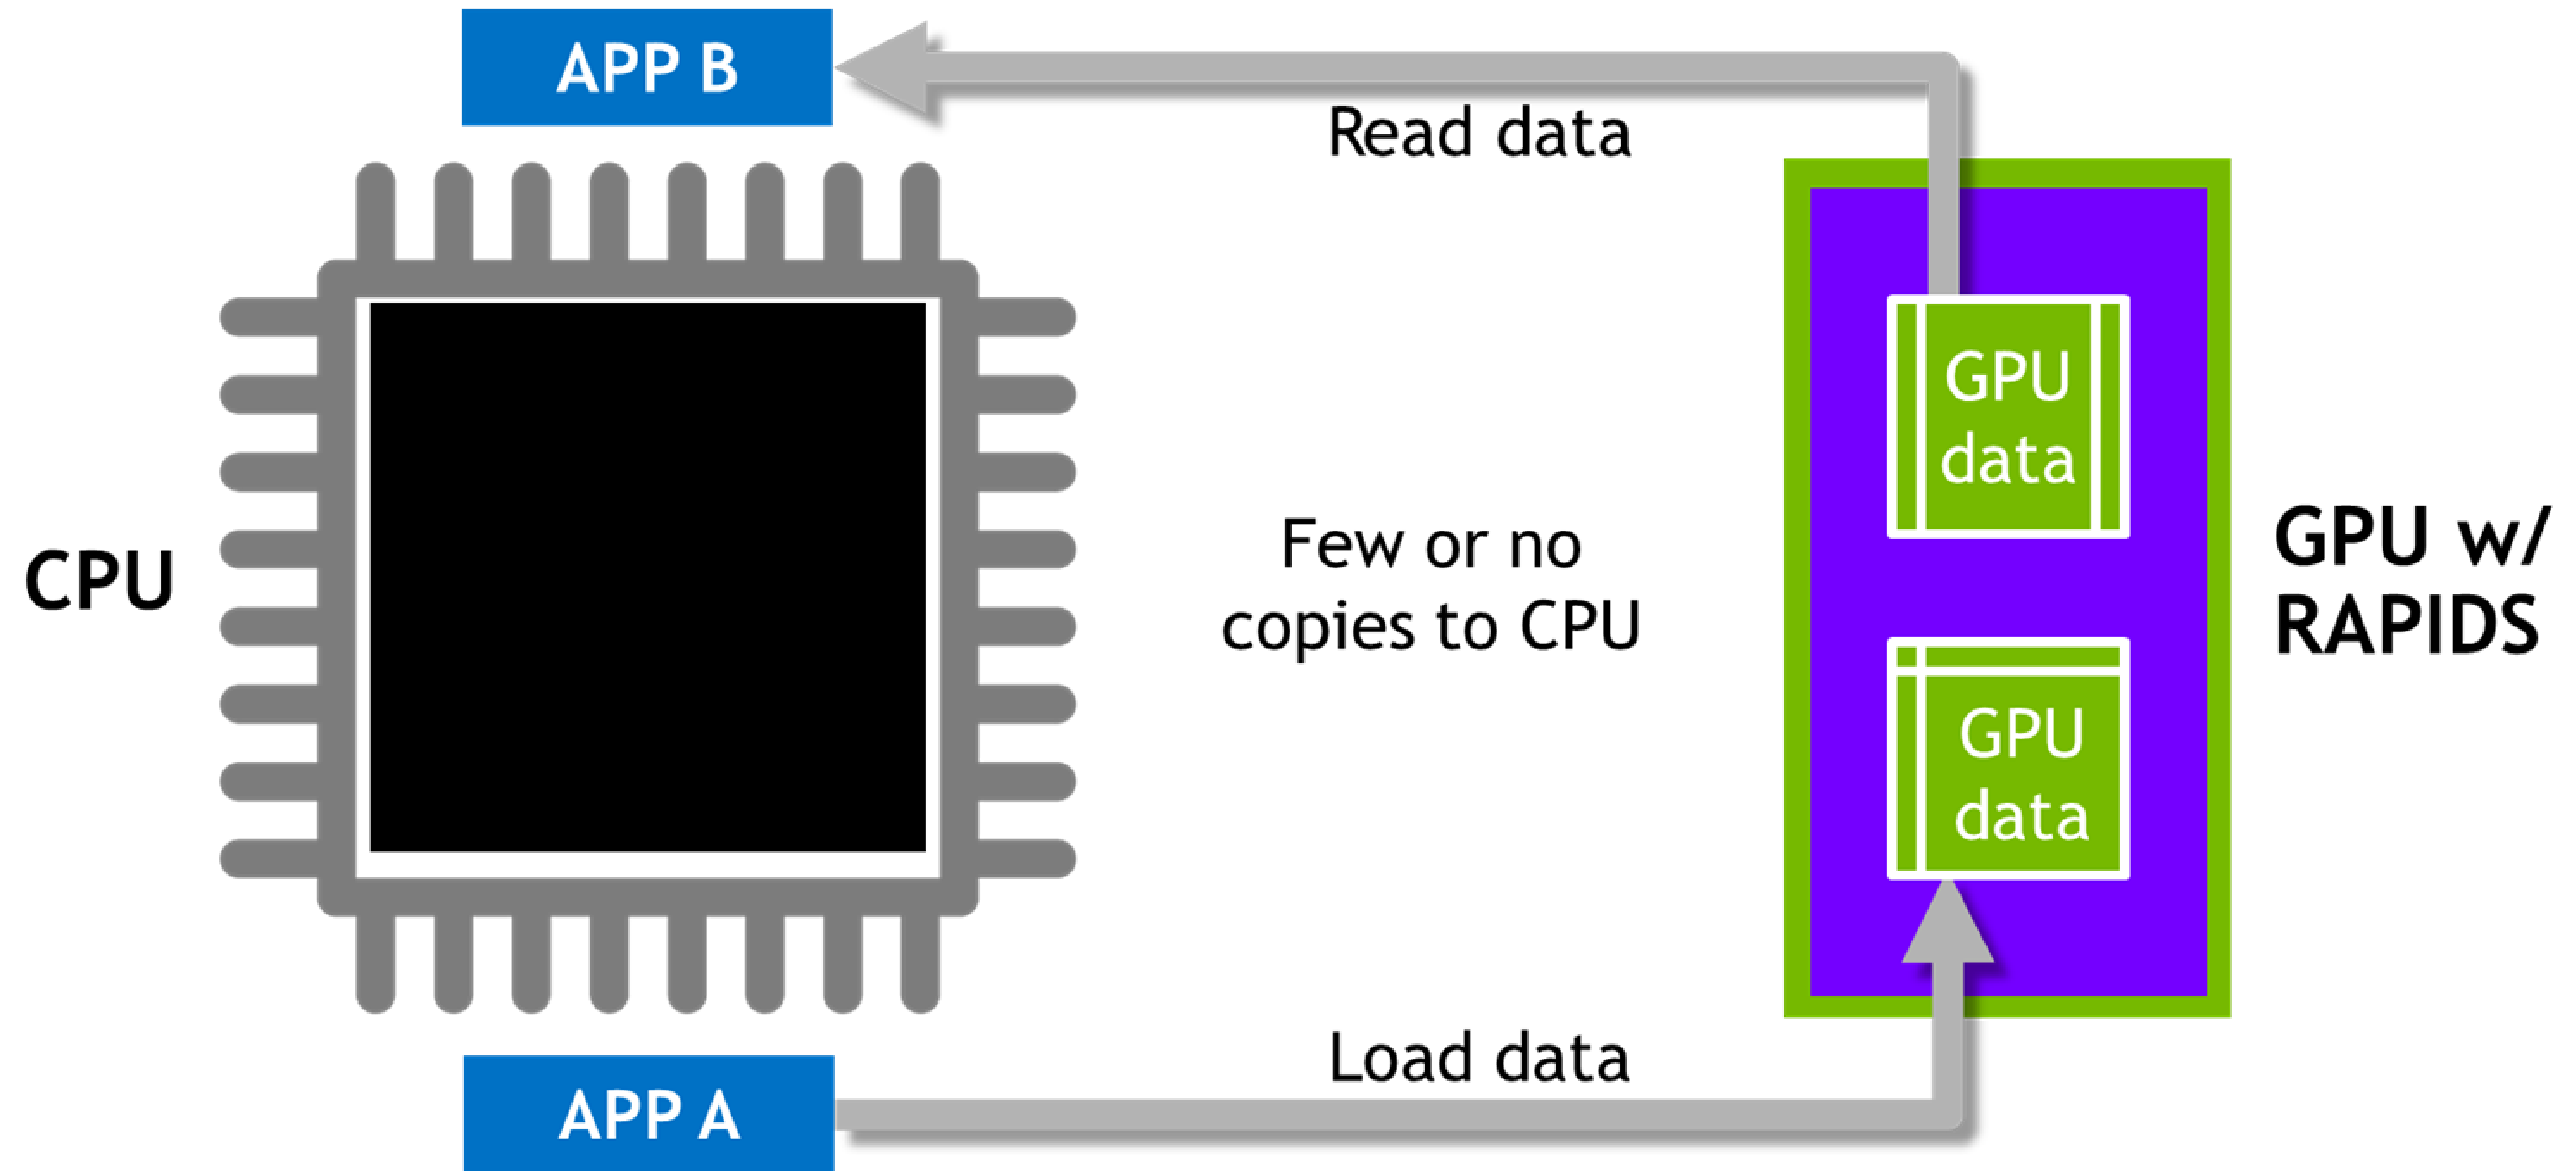 APP B
Read data
GPU
data
CPU
Few or no
copies to CPU
GPU w/
RAPIDS
GPU
data
Load data
APP A